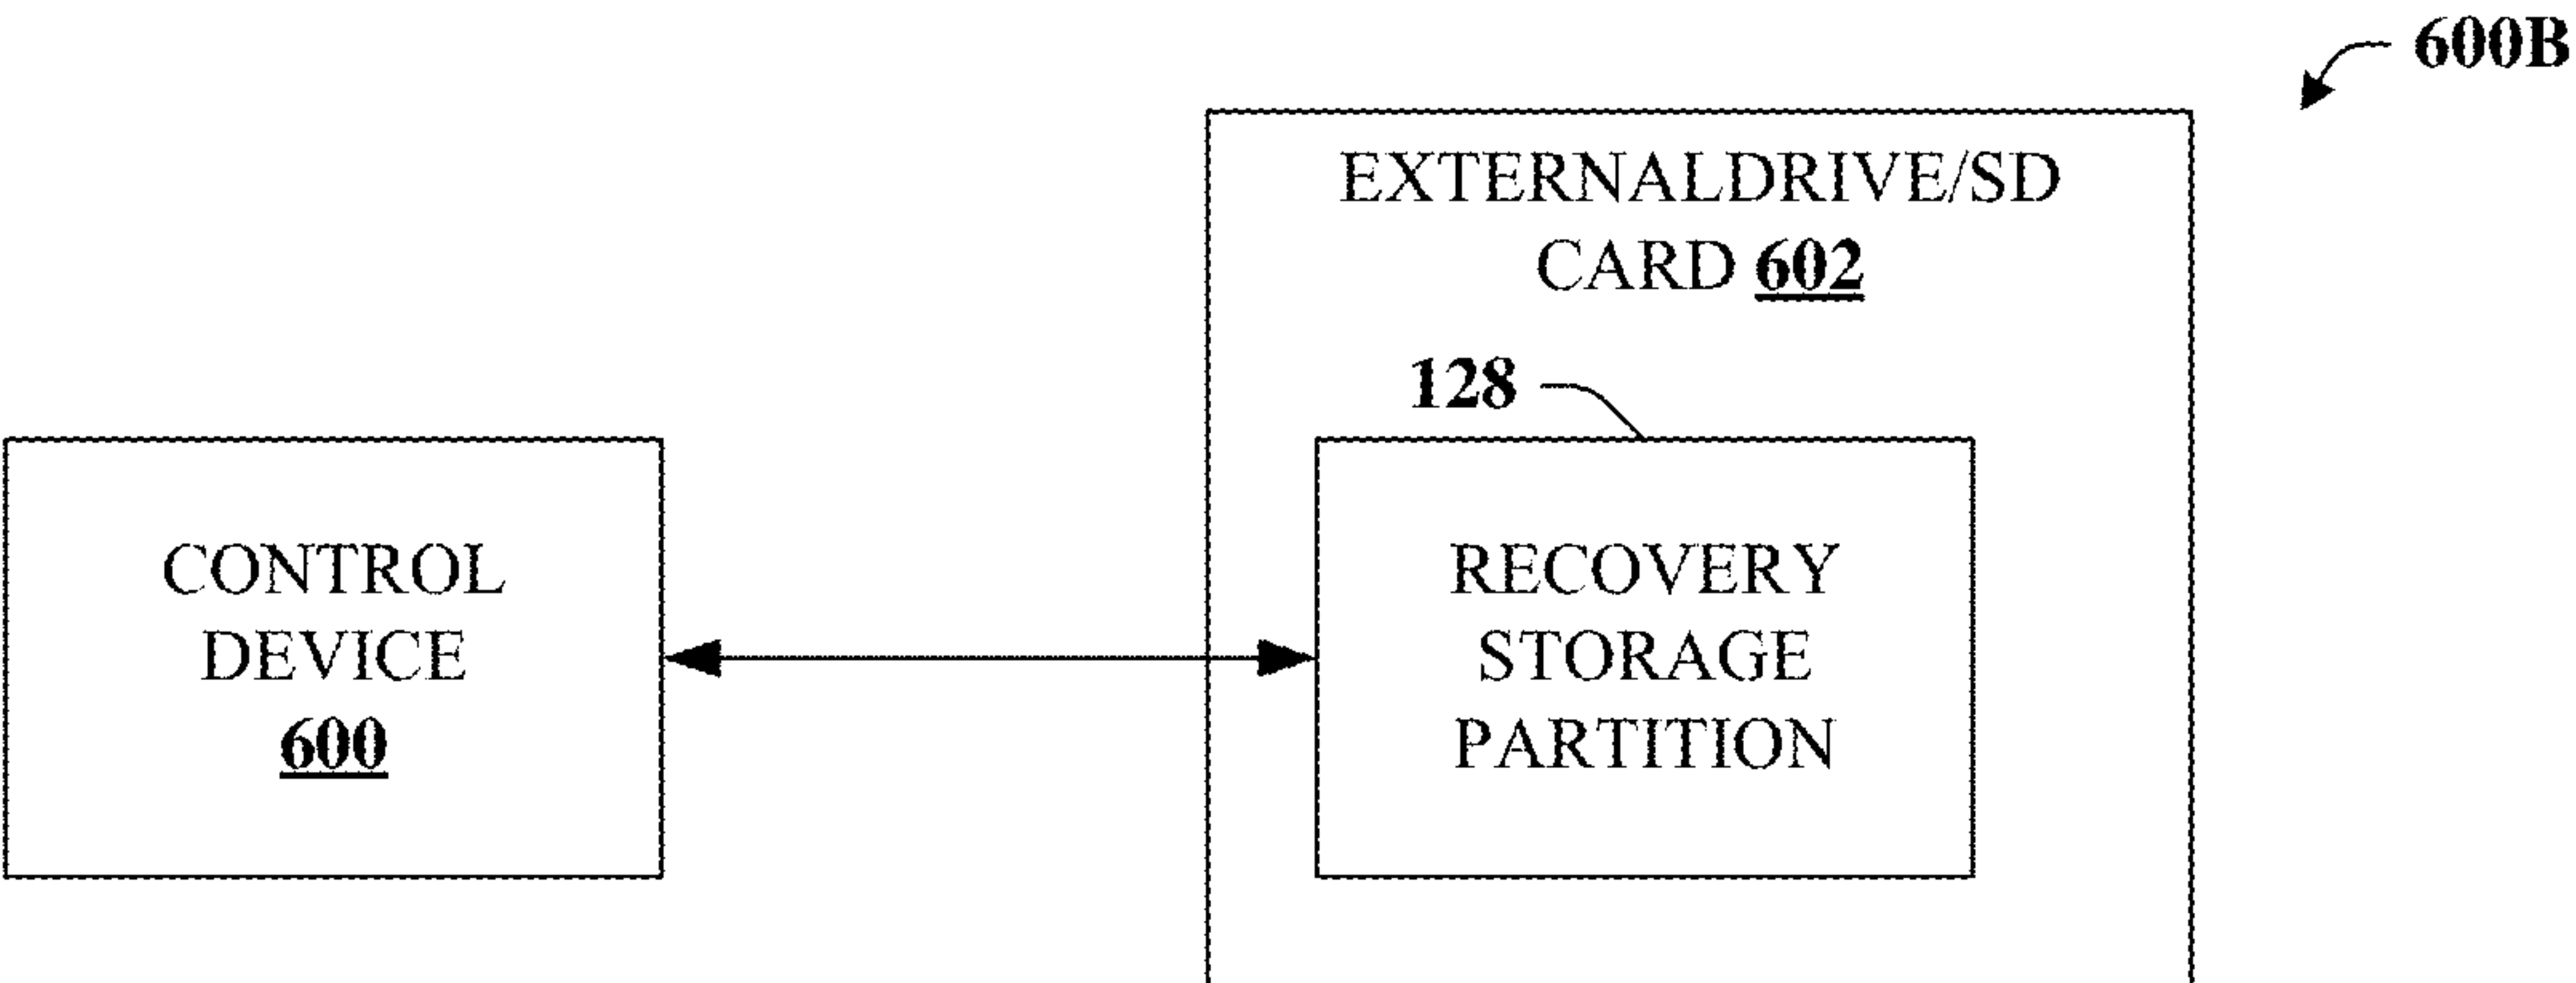 600B
EXTERNALDRIVE/SD
CARD 602
128
CONTROL
DEVICE
600
RECOVERY
STORAGE
PARTITION